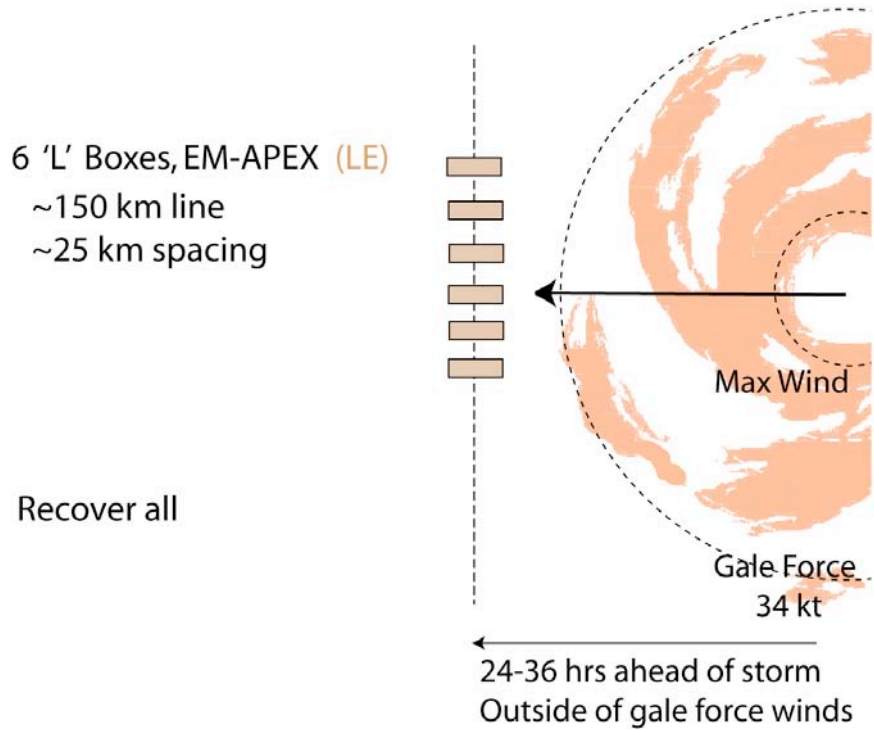 6 ‘L’ Boxes, EM-APEX (LE)
~150 km line
~25 km spacing
Max Wind
Recover all
Gale Force
34 kt
24-36 hrs ahead of storm
Outside of gale force winds